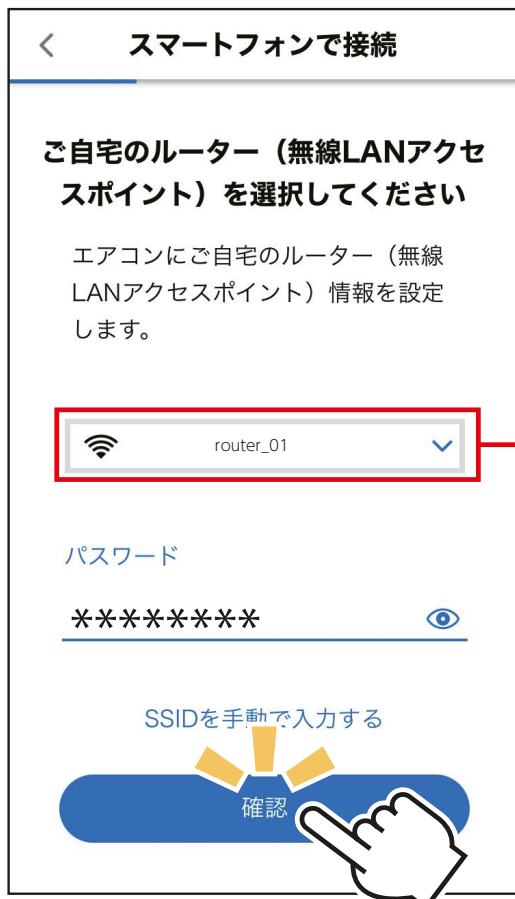 スマートフォンで接続
ご自宅のルーター（無線LANアクセ
スポイント）を選択してください
エアコンにご自宅のルーター（無線
LANアクセスポイント）情報を設定
します。
router_01
パスワード
********
SSIDを手動で入力する
確認